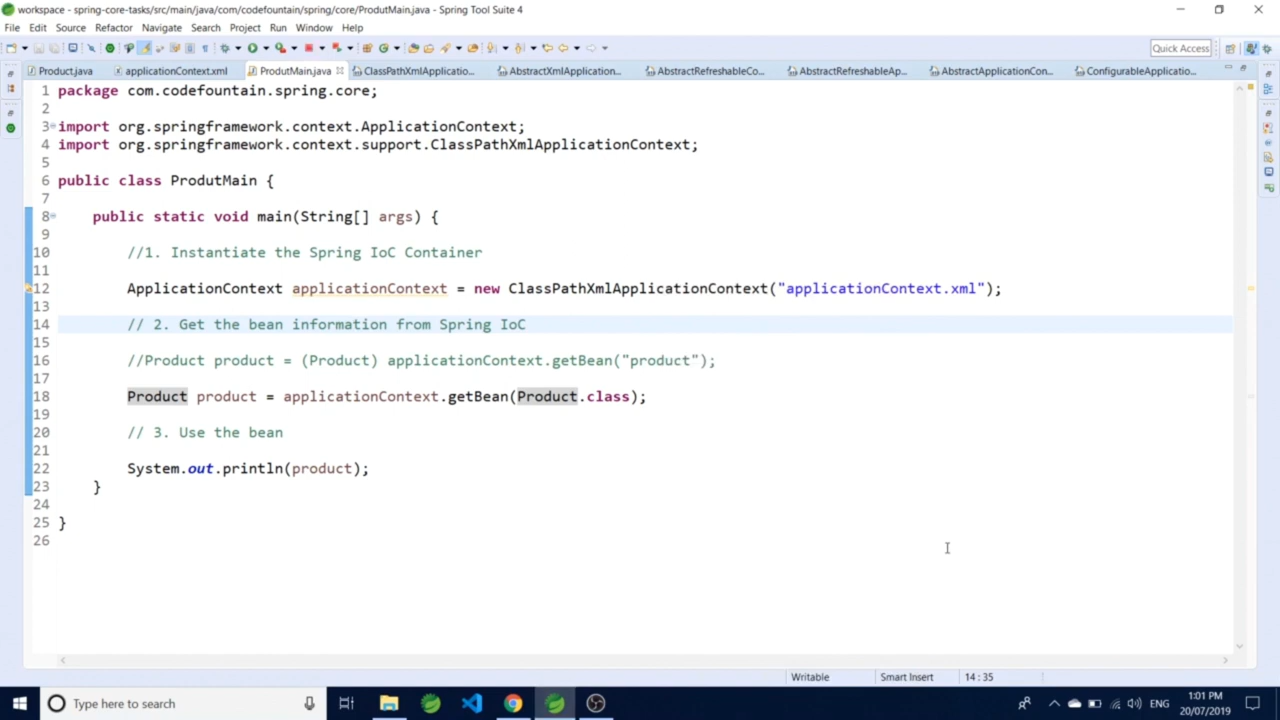 workspace - spring-core-tasks/src/main/java/com/codefountain/spring/core/ProdutMain.java - Spring Tool Suite 4
File Edit Source Refactor Navigate Search Project Run Window Help
Quick Access
Product.java applicationContext.xml ProdutMain.java ClassPathXmlApplicatio... AbstractXmlApplication... AbstractRefreshableCo... AbstractRefreshableAp... AbstractApplicationCon... ConfigurableApplicatio...
1 package com.codefountain.spring.core;
2
3 import org.springframework.context.ApplicationContext;
4 import org.springframework.context.support.ClassPathXmlApplicationContext;
5
6 public class ProdutMain {
7
8 public static void main(String[] args) {
9
10 //1. Instantiate the Spring IoC Container
11
12 ApplicationContext applicationContext = new ClassPathXmlApplicationContext("applicationContext.xml");
13
14 // 2. Get the bean information from Spring IoC
15
16 //Product product = (Product) applicationContext.getBean("product");
17
18 Product product = applicationContext.getBean(Product.class);
19
20 // 3. Use the bean
21
22 System.out.println(product);
23 }
24
25 }
26
Writable Smart Insert 14 : 35
Type here to search
ENG
1:01 PM
20/07/2019